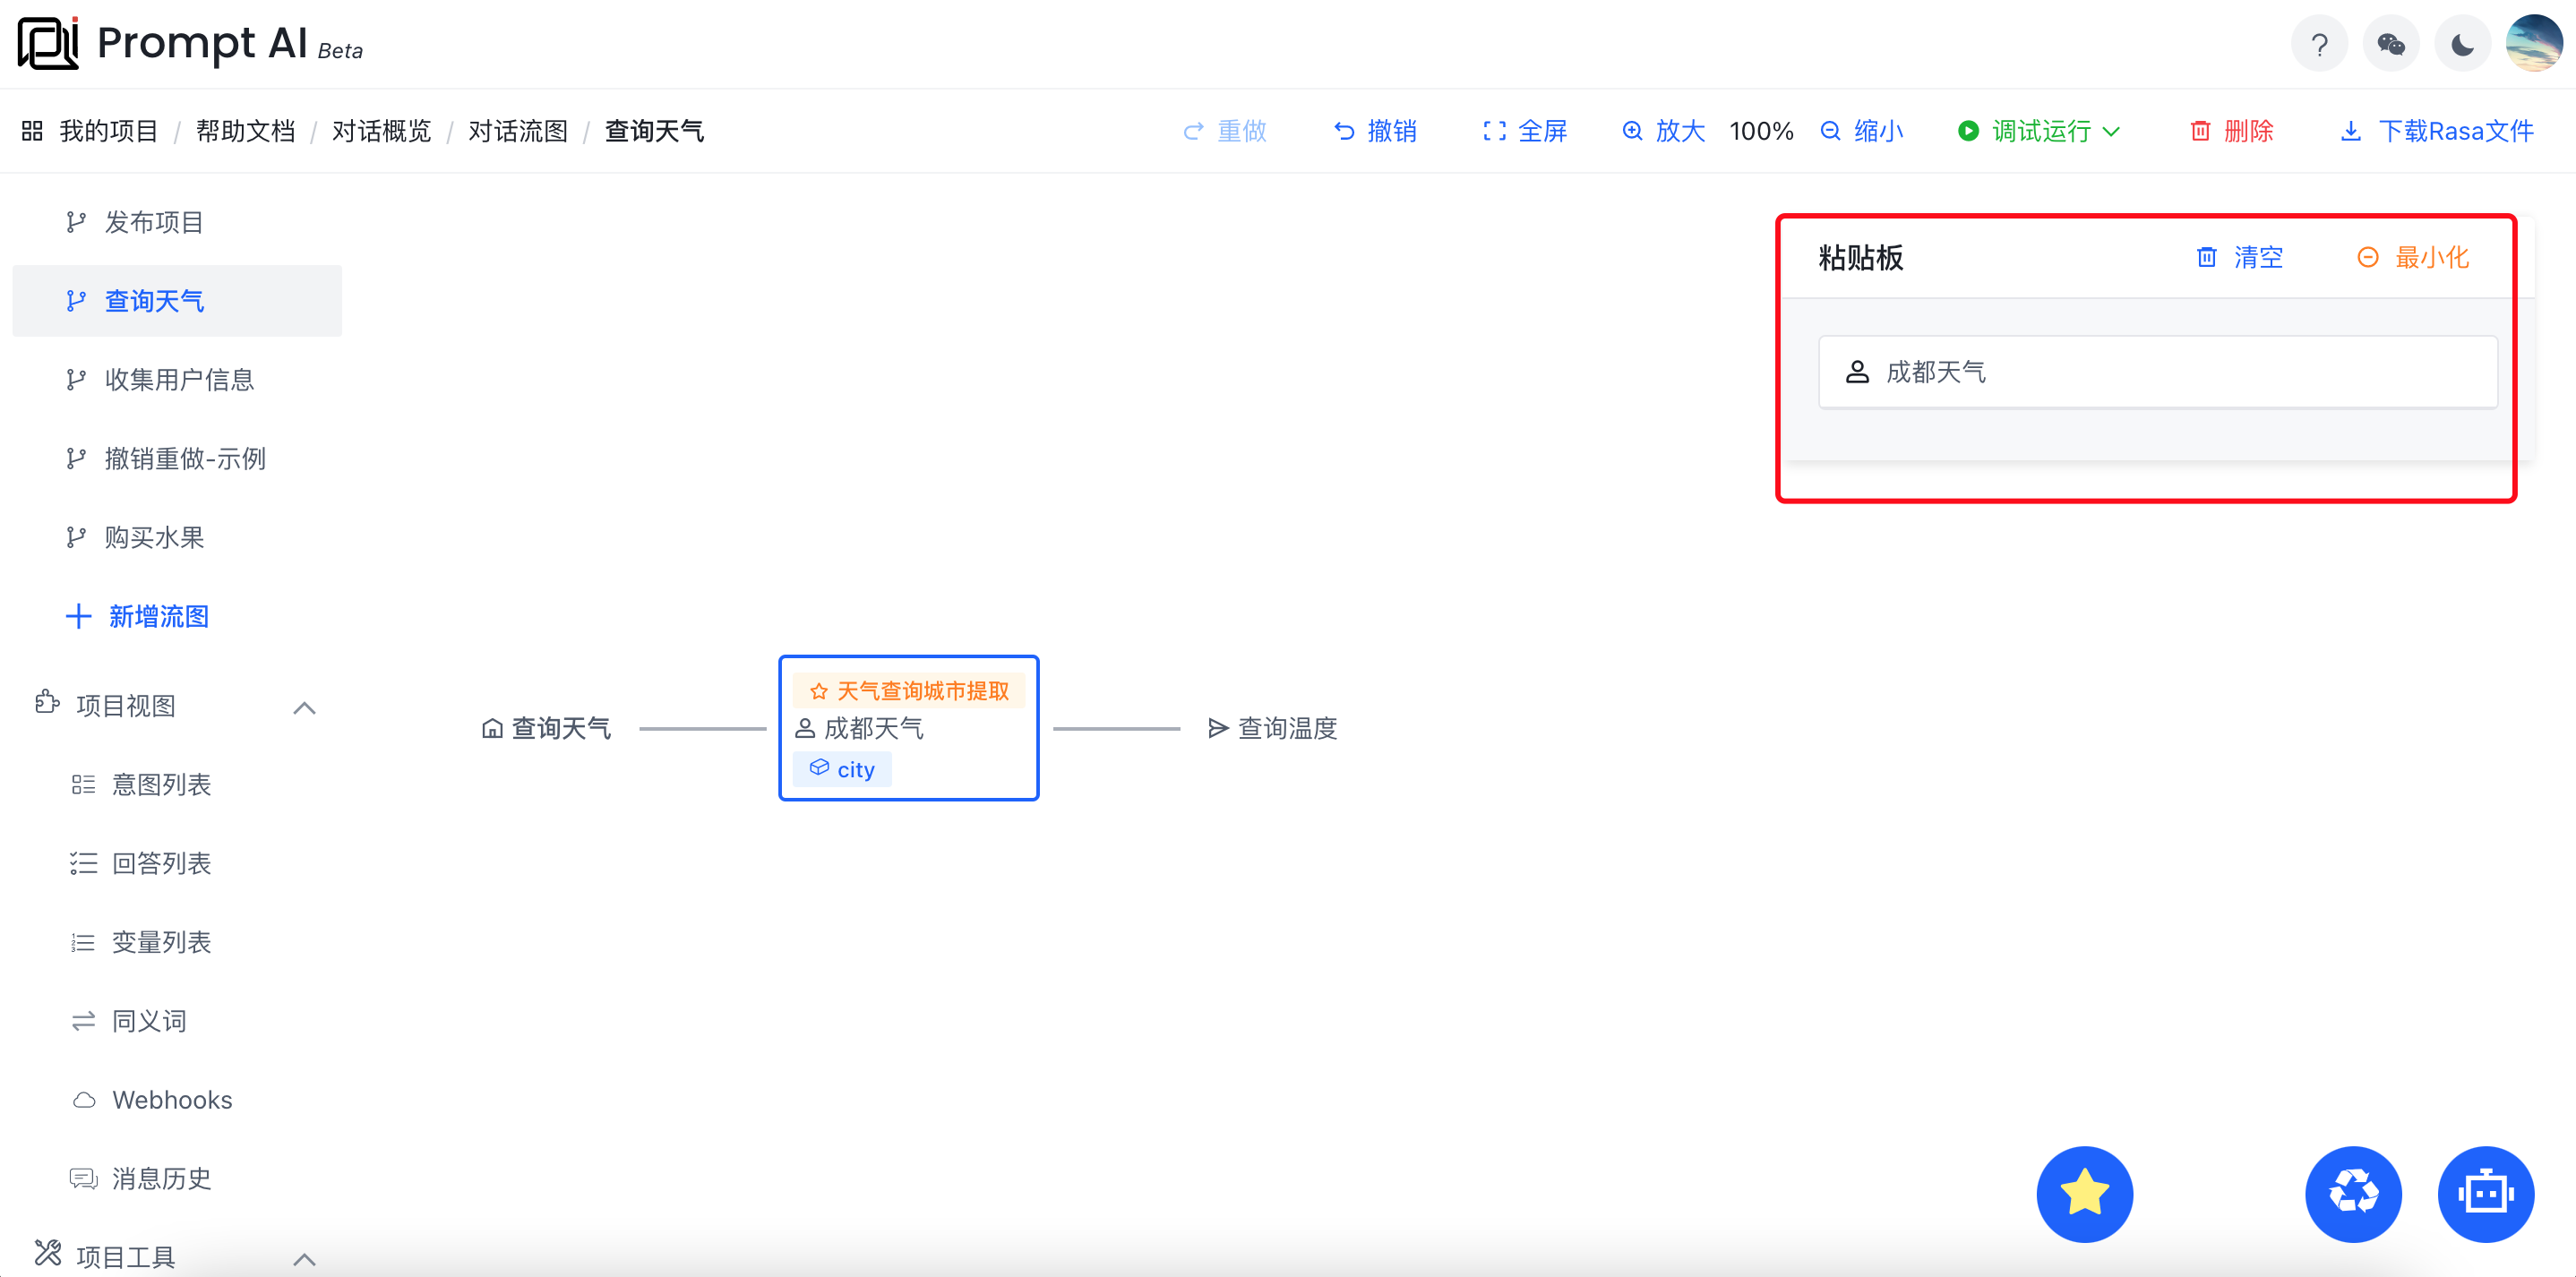 Prompt AI Beta
我的项目 / 帮助文档 / 对话概览 / 对话流图 / 查询天气
重做 撤销 全屏 放大 100% 缩小 调试运行 删除 下载Rasa文件
发布项目
查询天气
收集用户信息
撤销重做-示例
购买水果
新增流图
项目视图
意图列表
回答列表
变量列表
同义词
Webhooks
消息历史
项目工具
粘贴板 清空 最小化
成都天气
查询天气
天气查询城市提取
成都天气
city
查询温度